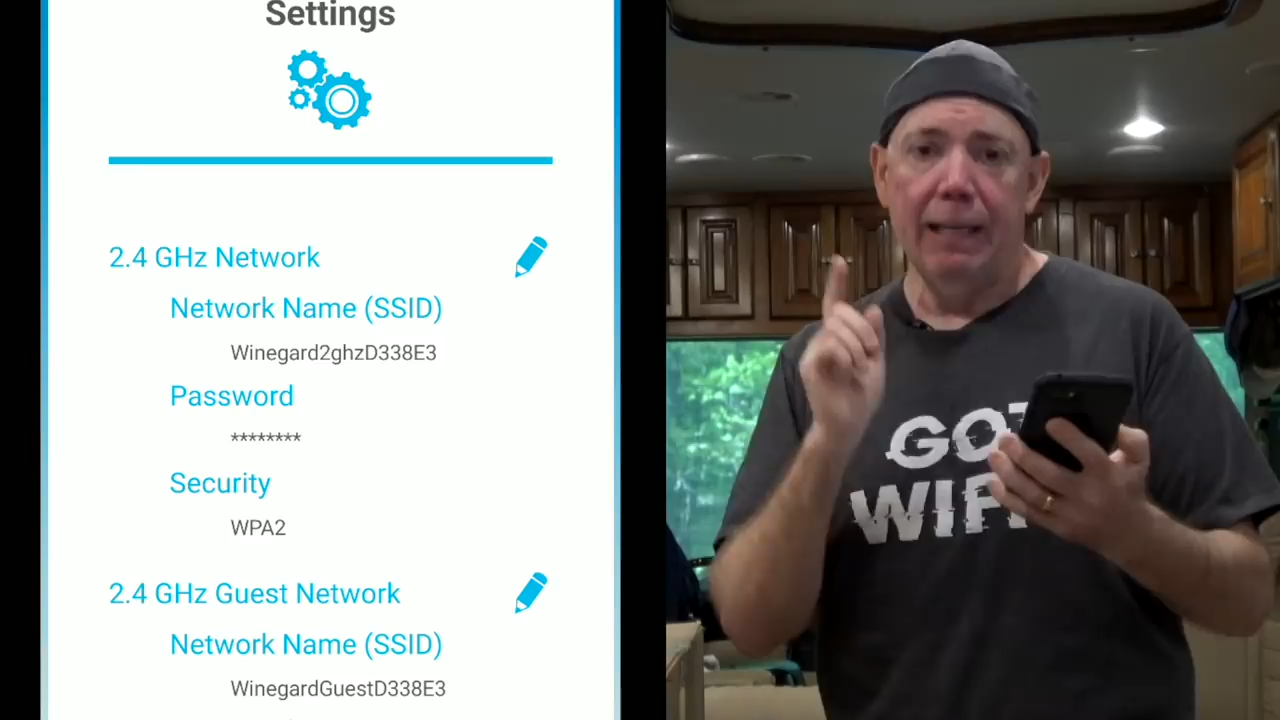 Settings
2.4 GHz Network
Network Name (SSID)
Winegard2ghzD338E3
Password
********
Security
WPA2
2.4 GHz Guest Network
Network Name (SSID)
WinegardGuestD338E3
GOT
WIFI